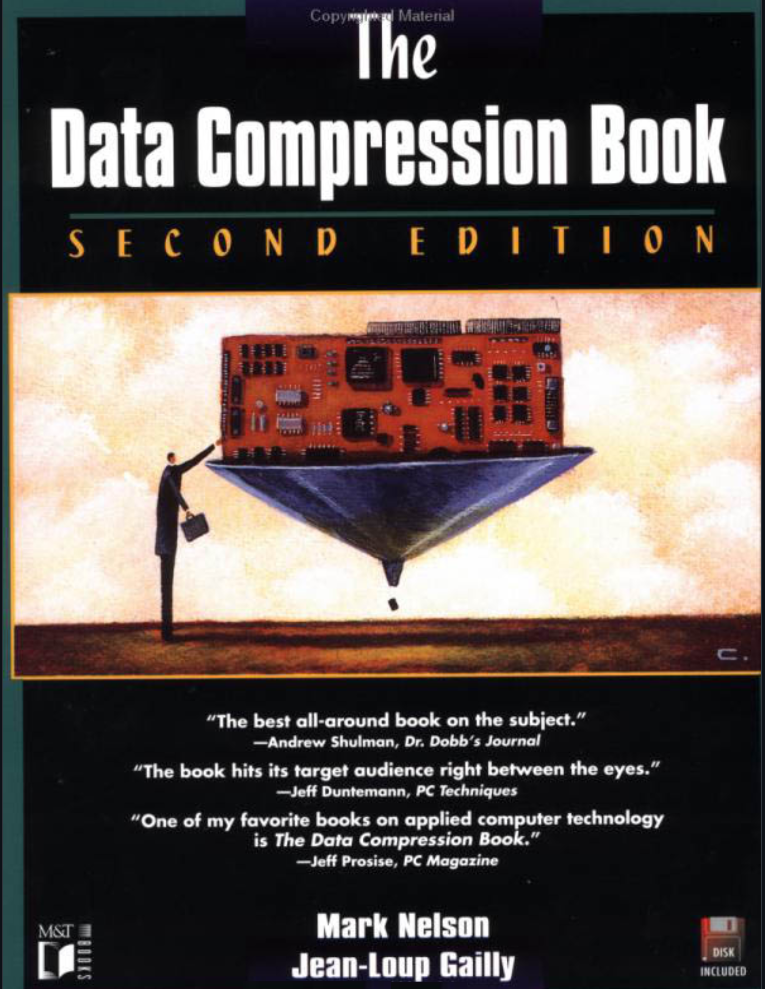 Copyrighted Material
The
Data Compression Book
SECOND EDITION
C.
“The best all-around book on the subject.”
—Andrew Shulman, Dr. Dobb’s Journal
“The book hits its target audience right between the eyes.”
—Jeff Duntemann, PC Techniques
“One of my favorite books on applied computer technology
is The Data Compression Book.”
—Jeff Prosise, PC Magazine
Mark Nelson
Jean-Loup Gailly
M&T
BOOKS
DISK
INCLUDED